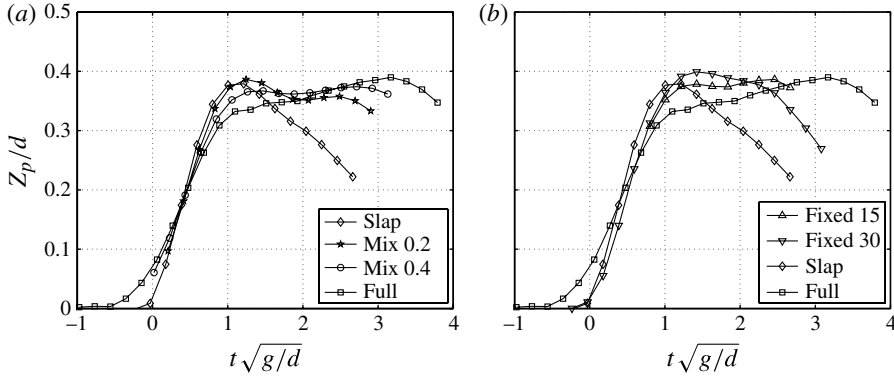 (a)
0.5
0.4
0.3
0.2
0.1
0
Z_p/d
−1
0
1
2
3
4
t√g/d
Slap
Mix 0.2
Mix 0.4
Full
(b)
−1
0
1
2
3
4
t√g/d
Fixed 15
Fixed 30
Slap
Full